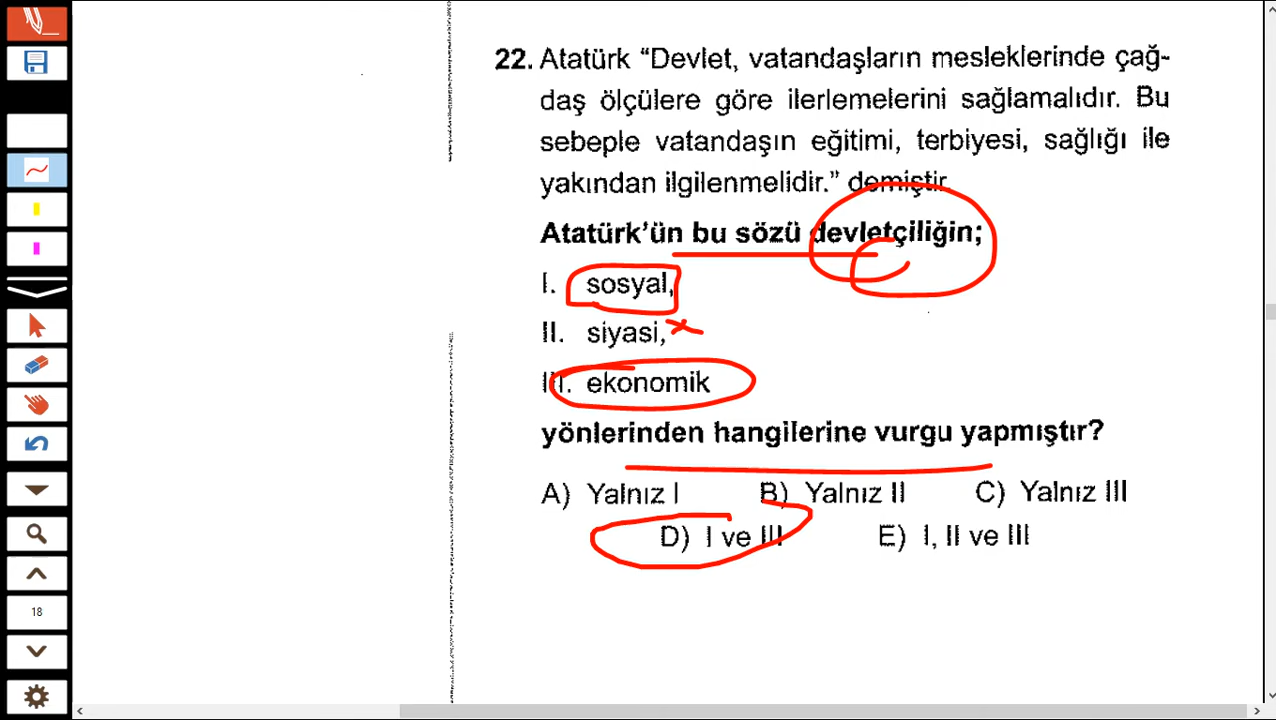 22. Atatürk “Devlet, vatandaşların mesleklerinde çağ-
daş ölçülere göre ilerlemelerini sağlamalıdır. Bu
sebeple vatandaşın eğitimi, terbiyesi, sağlığı ile
yakından ilgilenmelidir.” demiştir.
Atatürk’ün bu sözü devletçiliğin;
I. sosyal,
II. siyasi,
III. ekonomik
yönlerinden hangilerine vurgu yapmıştır?
A) Yalnız I B) Yalnız II C) Yalnız III
D) I ve III E) I, II ve III
18